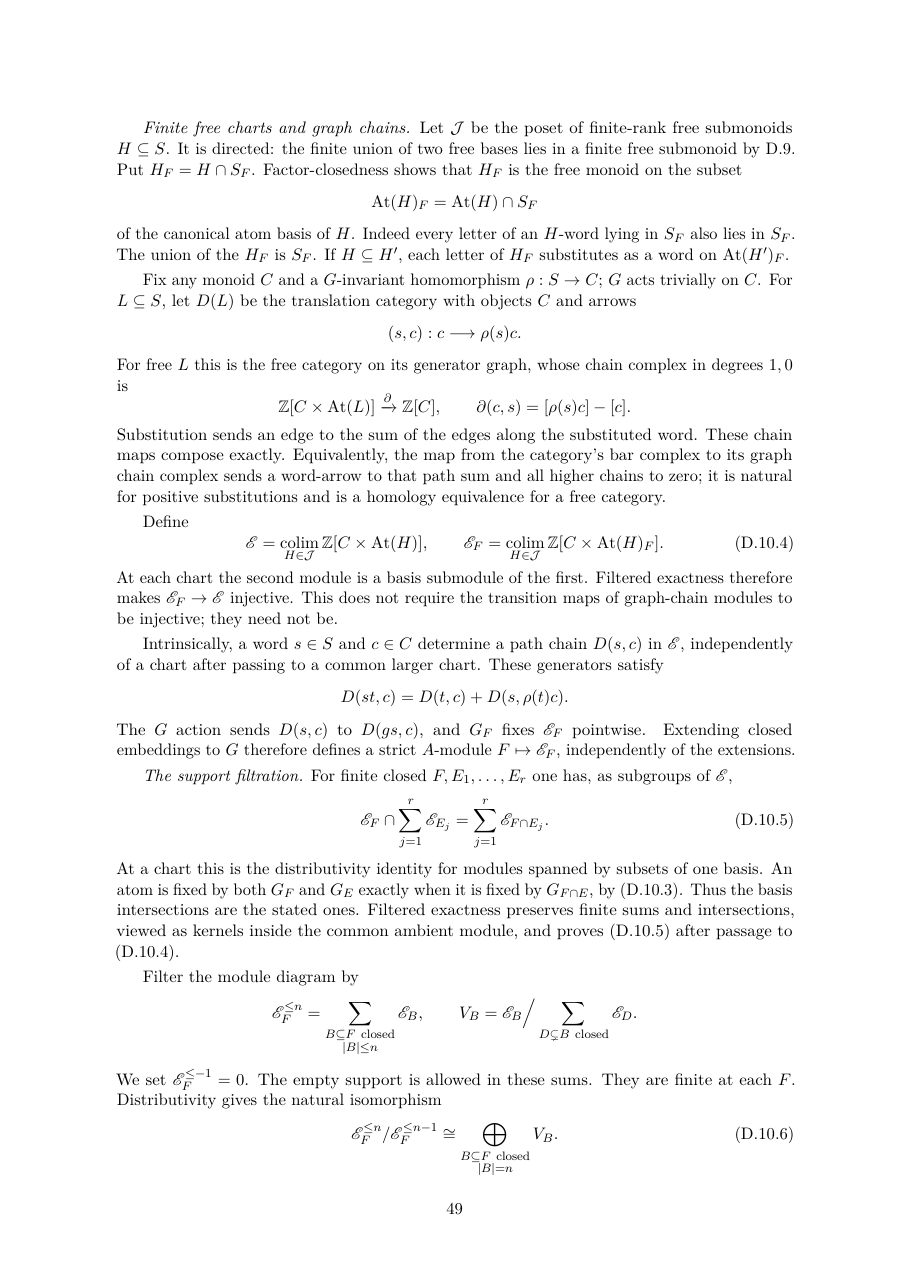 Finite free charts and graph chains. Let 𝒥 be the poset of finite-rank free submonoids
H ⊆ S. It is directed: the finite union of two free bases lies in a finite free submonoid by D.9.
Put H_F = H ∩ S_F. Factor-closedness shows that H_F is the free monoid on the subset
At(H)_F = At(H) ∩ S_F
of the canonical atom basis of H. Indeed every letter of an H-word lying in S_F also lies in S_F.
The union of the H_F is S_F. If H ⊆ H′, each letter of H_F substitutes as a word on At(H′)_F.
Fix any monoid C and a G-invariant homomorphism ρ : S → C; G acts trivially on C. For
L ⊆ S, let D(L) be the translation category with objects C and arrows
(s, c) : c ⟶ ρ(s)c.
For free L this is the free category on its generator graph, whose chain complex in degrees 1, 0
is
ℤ[C × At(L)] →^∂ ℤ[C], ∂(c, s) = [ρ(s)c] − [c].
Substitution sends an edge to the sum of the edges along the substituted word. These chain
maps compose exactly. Equivalently, the map from the category's bar complex to its graph
chain complex sends a word-arrow to that path sum and all higher chains to zero; it is natural
for positive substitutions and is a homology equivalence for a free category.
Define
ℰ = colim_{H∈𝒥} ℤ[C × At(H)], ℰ_F = colim_{H∈𝒥} ℤ[C × At(H)_F]. (D.10.4)
At each chart the second module is a basis submodule of the first. Filtered exactness therefore
makes ℰ_F → ℰ injective. This does not require the transition maps of graph-chain modules to
be injective; they need not be.
Intrinsically, a word s ∈ S and c ∈ C determine a path chain D(s, c) in ℰ, independently
of a chart after passing to a common larger chart. These generators satisfy
D(st, c) = D(t, c) + D(s, ρ(t)c).
The G action sends D(s, c) to D(gs, c), and G_F fixes ℰ_F pointwise. Extending closed
embeddings to G therefore defines a strict A-module F ↦ ℰ_F, independently of the extensions.
The support filtration. For finite closed F, E_1, . . . , E_r one has, as subgroups of ℰ,
ℰ_F ∩ ∑_{j=1}^{r} ℰ_{E_j} = ∑_{j=1}^{r} ℰ_{F∩E_j}. (D.10.5)
At a chart this is the distributivity identity for modules spanned by subsets of one basis. An
atom is fixed by both G_F and G_E exactly when it is fixed by G_{F∩E}, by (D.10.3). Thus the basis
intersections are the stated ones. Filtered exactness preserves finite sums and intersections,
viewed as kernels inside the common ambient module, and proves (D.10.5) after passage to
(D.10.4).
Filter the module diagram by
ℰ_F^{≤n} = ∑_{B⊆F closed, |B|≤n} ℰ_B, V_B = ℰ_B / ∑_{D⊊B closed} ℰ_D.
We set ℰ_F^{≤−1} = 0. The empty support is allowed in these sums. They are finite at each F.
Distributivity gives the natural isomorphism
ℰ_F^{≤n}/ℰ_F^{≤n−1} ≅ ⨁_{B⊆F closed, |B|=n} V_B. (D.10.6)
49